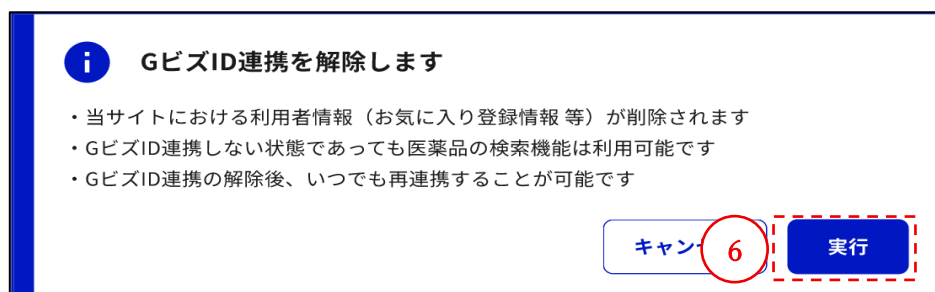 GビズID連携を解除します
・当サイトにおける利用者情報（お気に入り登録情報 等）が削除されます
・GビズID連携しない状態であっても医薬品の検索機能は利用可能です
・GビズID連携の解除後、いつでも再連携することが可能です
キャン
6
実行